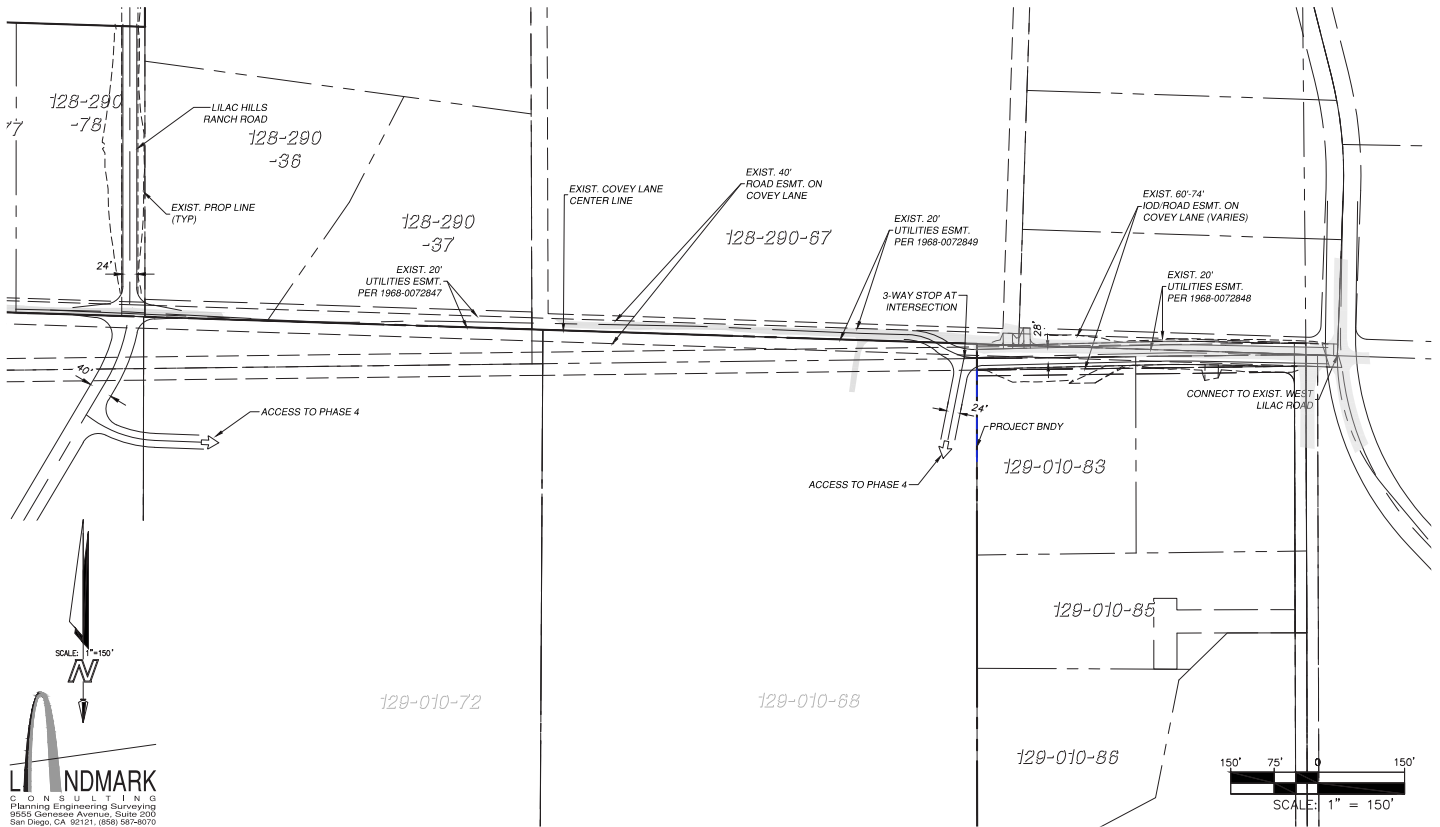 128-290
-78
77
LILAC HILLS
RANCH ROAD
128-290
-36
EXIST. PROP LINE
(TYP)
24'
128-290
-37
EXIST. 20'
UTILITIES ESMT.
PER 1968-0072847
EXIST. COVEY LANE
CENTER LINE
EXIST. 40'
ROAD ESMT. ON
COVEY LANE
128-290-67
EXIST. 20'
UTILITIES ESMT.
PER 1968-0072849
3-WAY STOP AT
INTERSECTION
EXIST. 60'-74'
IOD/ROAD ESMT. ON
COVEY LANE (VARIES)
EXIST. 20'
UTILITIES ESMT.
PER 1968-0072848
28'
40'
ACCESS TO PHASE 4
24'
PROJECT BNDY
ACCESS TO PHASE 4
CONNECT TO EXIST. WEST
LILAC ROAD
129-010-83
129-010-85
129-010-86
129-010-72
129-010-68
SCALE: 1"=150'
N
LANDMARK
CONSULTING
Planning Engineering Surveying
9555 Genesee Avenue, Suite 200
San Diego, CA 92121, (858) 587-8070
150' 75' 0 150'
SCALE: 1" = 150'